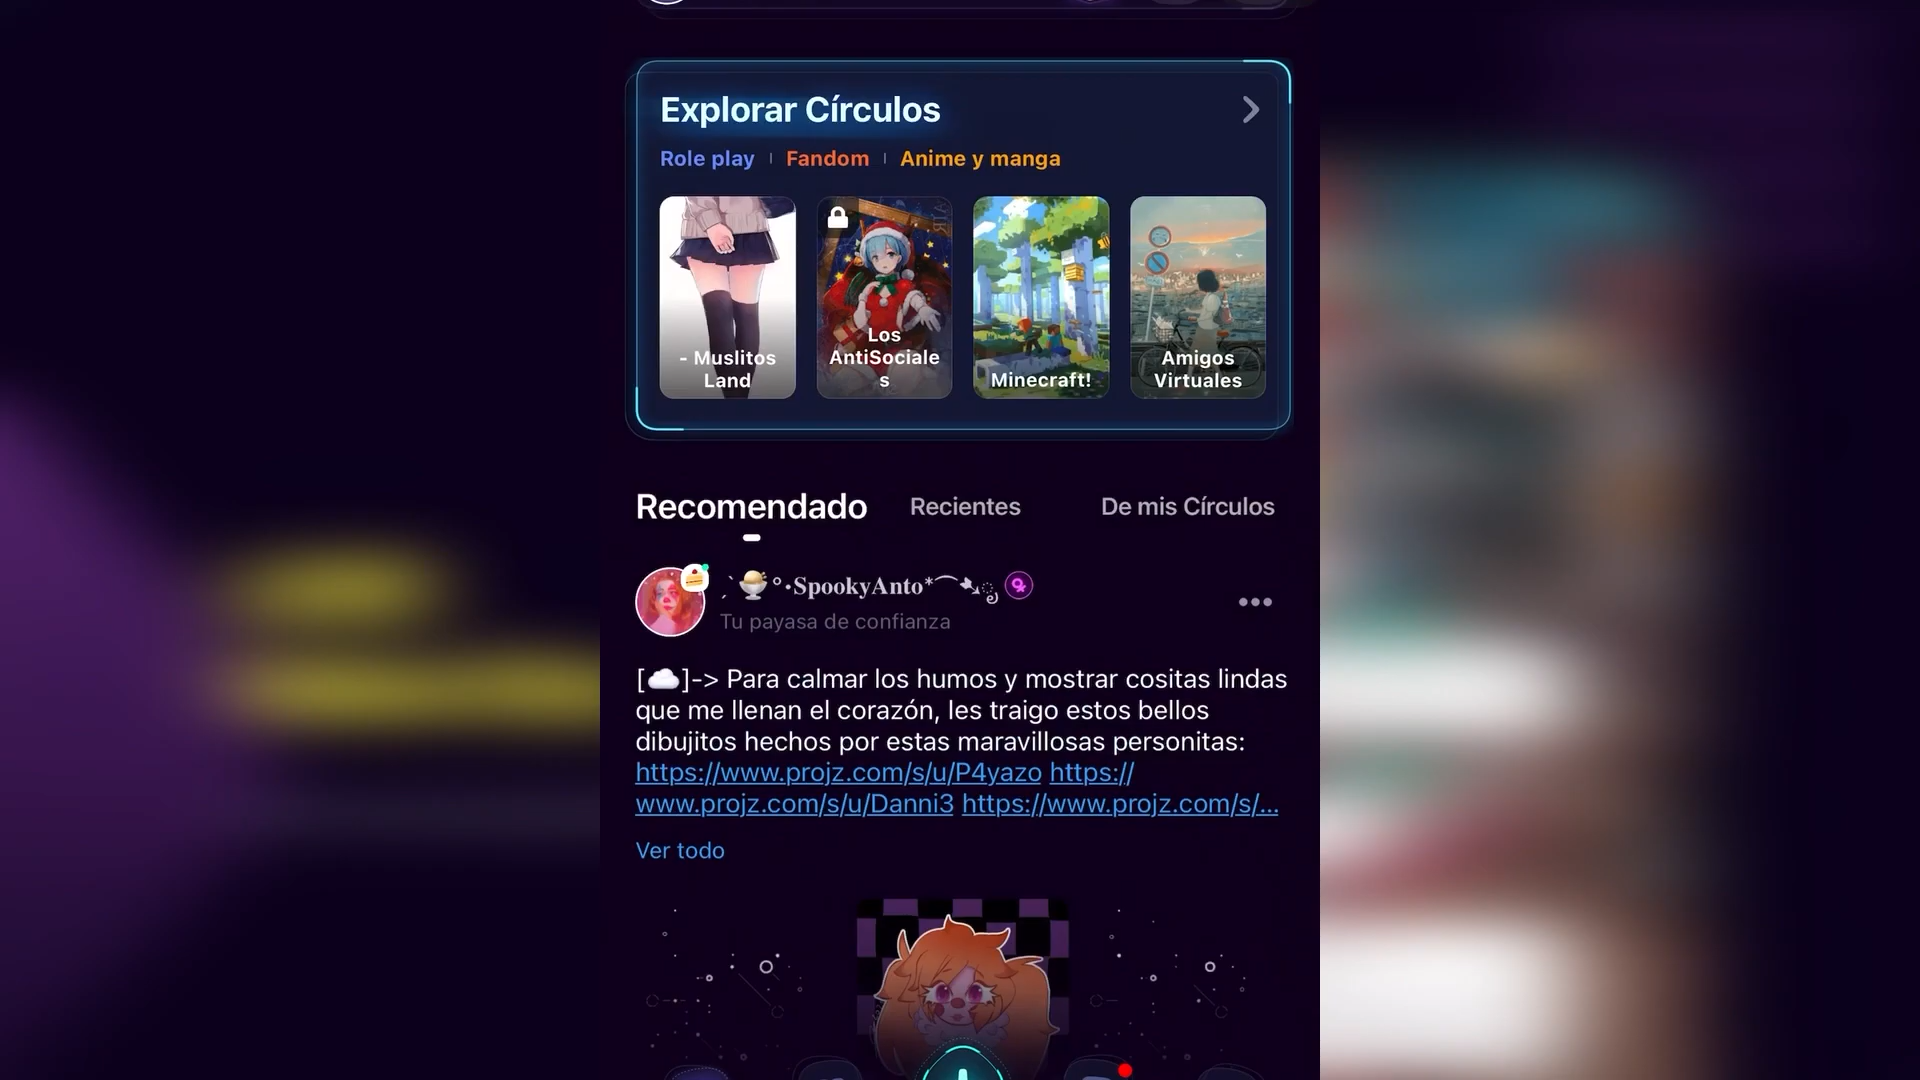 Explorar Círculos
Role play | Fandom | Anime y manga
- Muslitos
Land
Los
AntiSociale
s
Minecraft!
Amigos
Virtuales
Recomendado Recientes De mis Círculos
SpookyAnto
Tu payasa de confianza
[☁️]-> Para calmar los humos y mostrar cositas lindas
que me llenan el corazón, les traigo estos bellos
dibujitos hechos por estas maravillosas personitas:
https://www.projz.com/s/u/P4yazo https://
www.projz.com/s/u/Danni3 https://www.projz.com/s/...
Ver todo